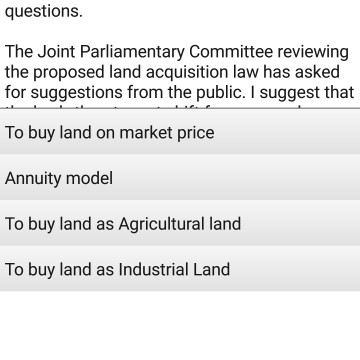 questions.
The Joint Parliamentary Committee reviewing
the proposed land acquisition law has asked
for suggestions from the public. I suggest that
To buy land on market price
Annuity model
To buy land as Agricultural land
To buy land as Industrial Land